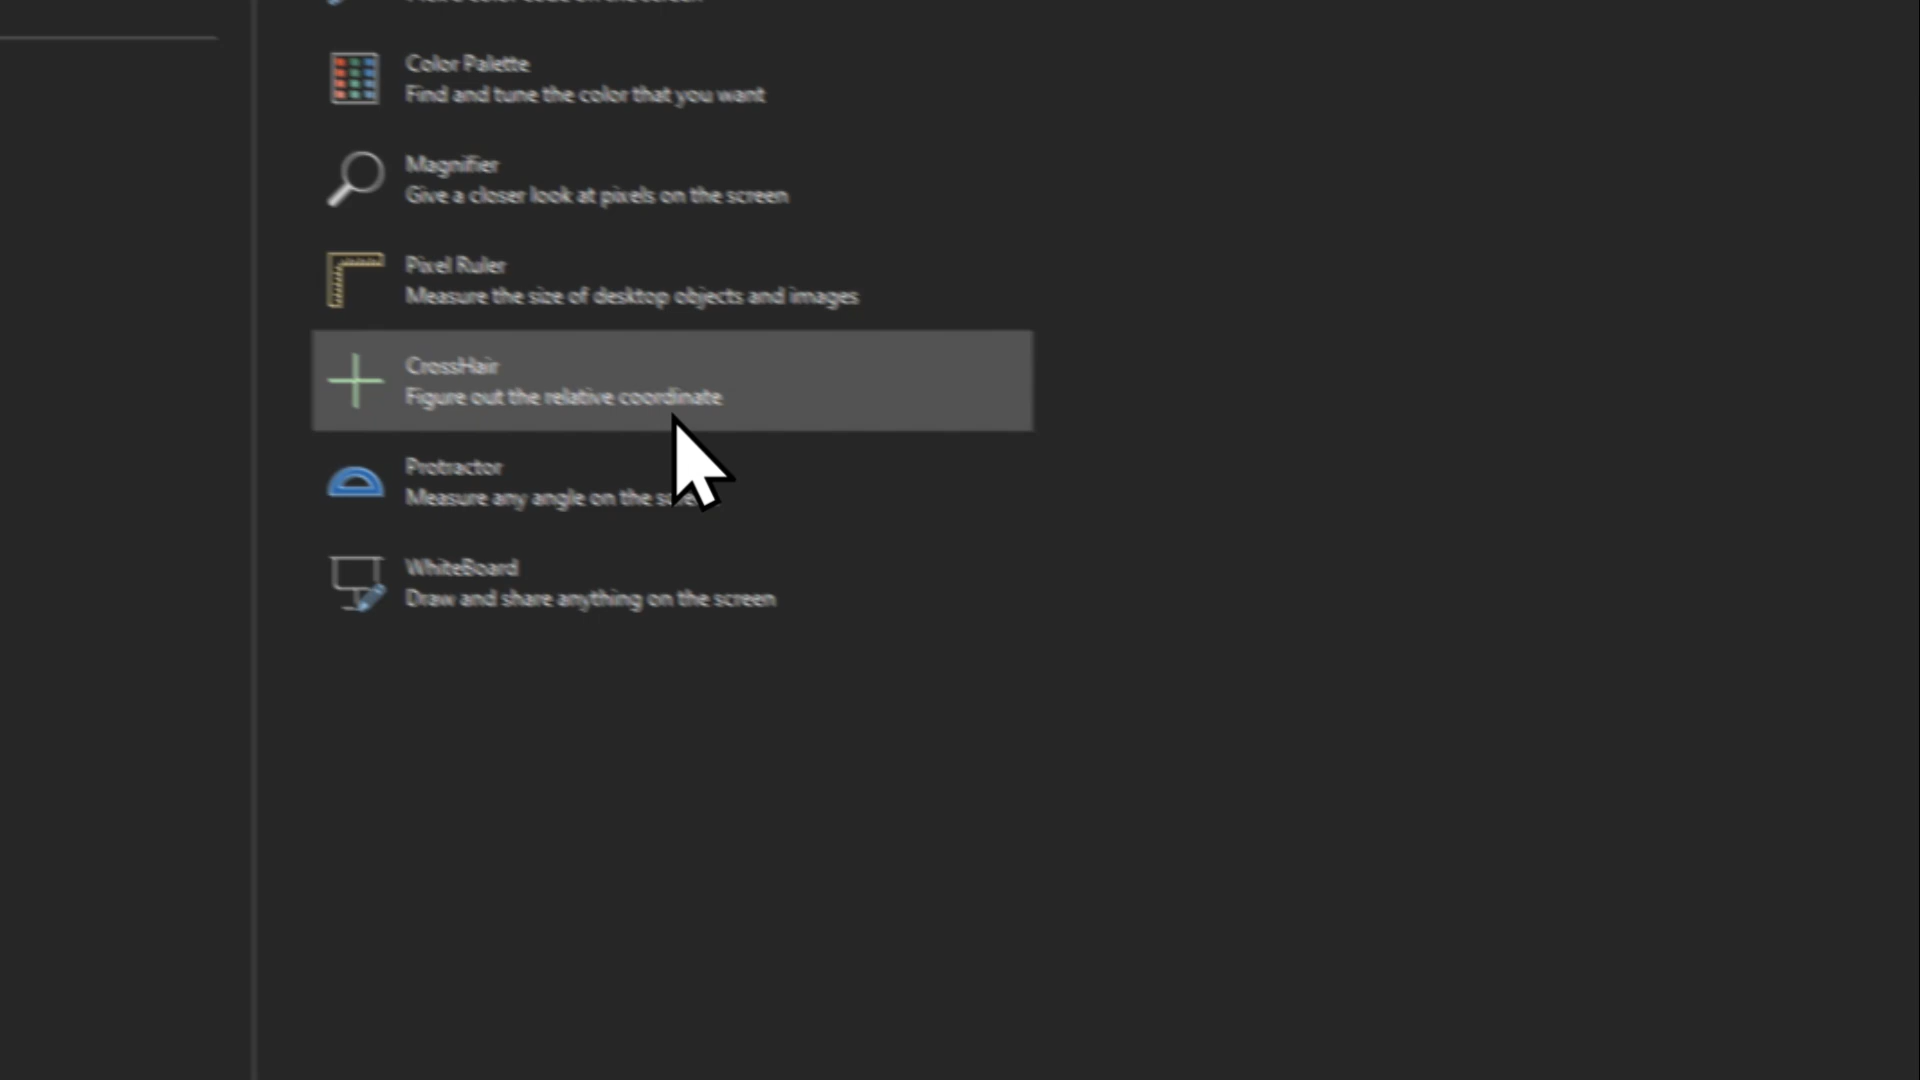 Color Palette
Find and tune the color that you want
Magnifier
Give a closer look at pixels on the screen
Pixel Ruler
Measure the size of desktop objects and images
CrossHair
Figure out the relative coordinate
Protractor
Measure any angle on the
WhiteBoard
Draw and share anything on the screen